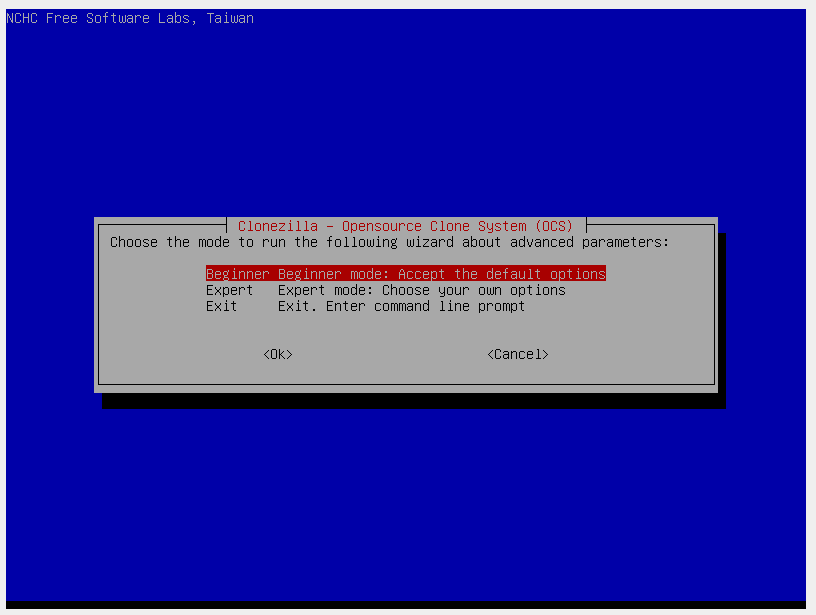 NCHC Free Software Labs, Taiwan
Clonezilla - Opensource Clone System (OCS)
Choose the mode to run the following wizard about advanced parameters:
Beginner Beginner mode: Accept the default options
Expert Expert mode: Choose your own options
Exit Exit. Enter command line prompt
<Ok> <Cancel>